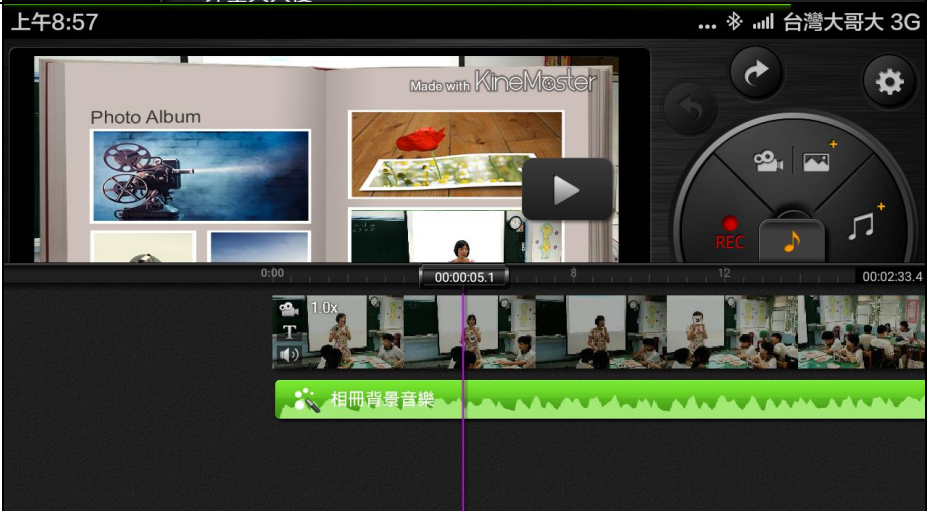 上午8:57
... 台灣大哥大 3G
Made with KineMaster
Photo Album
REC
0:00
00:00:05.1
8
12
00:02:33.4
1.0x
T
相冊背景音樂